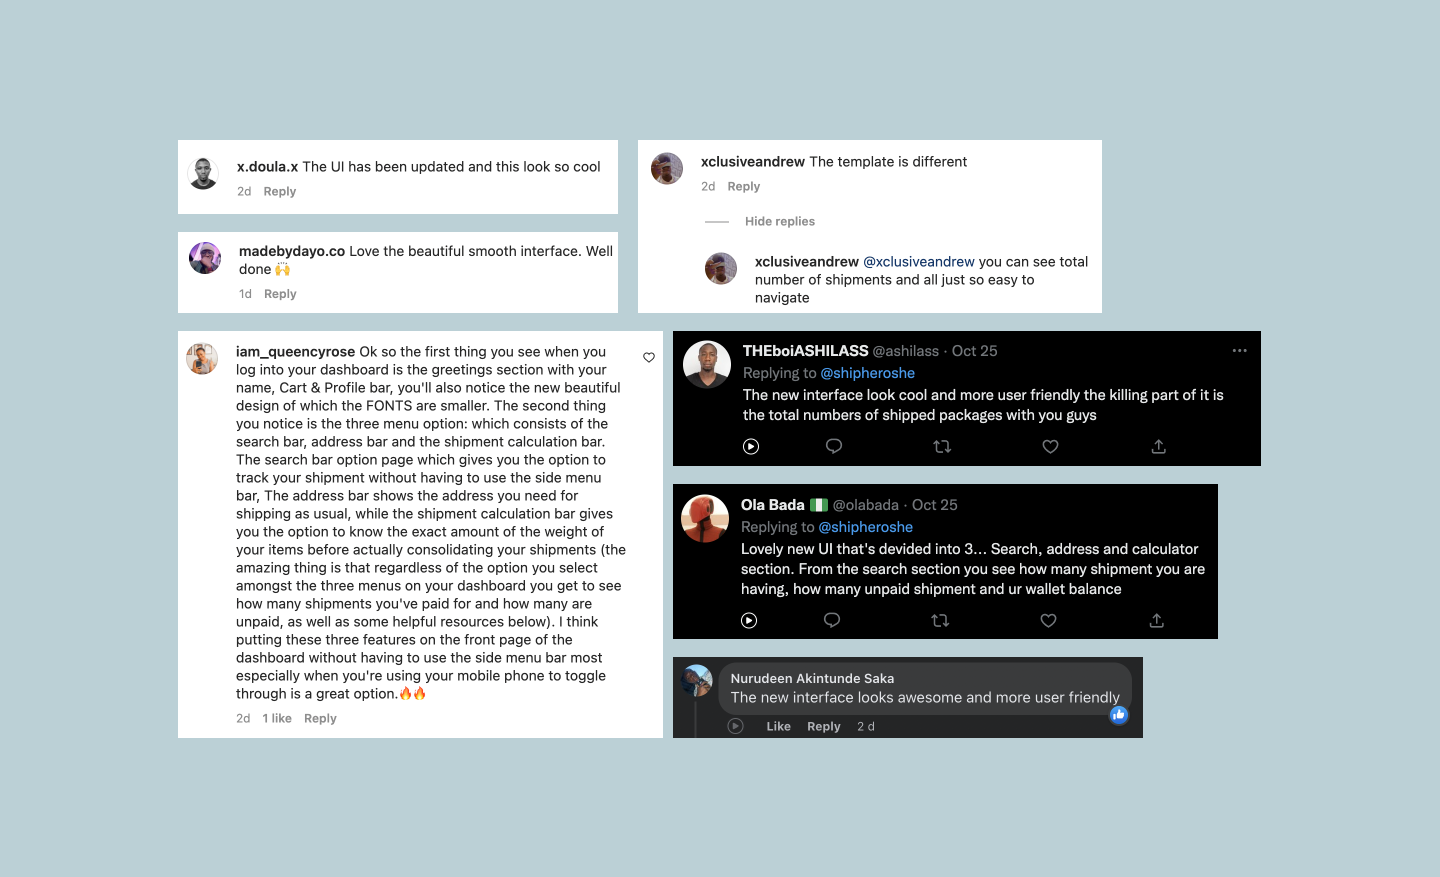 x.doula.x The UI has been updated and this look so cool
2d Reply
madebydayo.co Love the beautiful smooth interface. Well
done 🙌
1d Reply
xclusiveandrew The template is different
2d Reply
Hide replies
xclusiveandrew @xclusiveandrew you can see total
number of shipments and all just so easy to
navigate
iam_queencyrose Ok so the first thing you see when you
log into your dashboard is the greetings section with your
name, Cart & Profile bar, you'll also notice the new beautiful
design of which the FONTS are smaller. The second thing
you notice is the three menu option: which consists of the
search bar, address bar and the shipment calculation bar.
The search bar option page which gives you the option to
track your shipment without having to use the side menu
bar, The address bar shows the address you need for
shipping as usual, while the shipment calculation bar gives
you the option to know the exact amount of the weight of
your items before actually consolidating your shipments (the
amazing thing is that regardless of the option you select
amongst the three menus on your dashboard you get to see
how many shipments you've paid for and how many are
unpaid, as well as some helpful resources below). I think
putting these three features on the front page of the
dashboard without having to use the side menu bar most
especially when you're using your mobile phone to toggle
through is a great option.🔥🔥
2d 1 like Reply
THEboiASHILASS @ashilass · Oct 25
Replying to @shipheroshe
The new interface look cool and more user friendly the killing part of it is
the total numbers of shipped packages with you guys
Ola Bada 🇳🇬 @olabada · Oct 25
Replying to @shipheroshe
Lovely new UI that's devided into 3... Search, address and calculator
section. From the search section you see how many shipment you are
having, how many unpaid shipment and ur wallet balance
Nurudeen Akintunde Saka
The new interface looks awesome and more user friendly
Like Reply 2 d